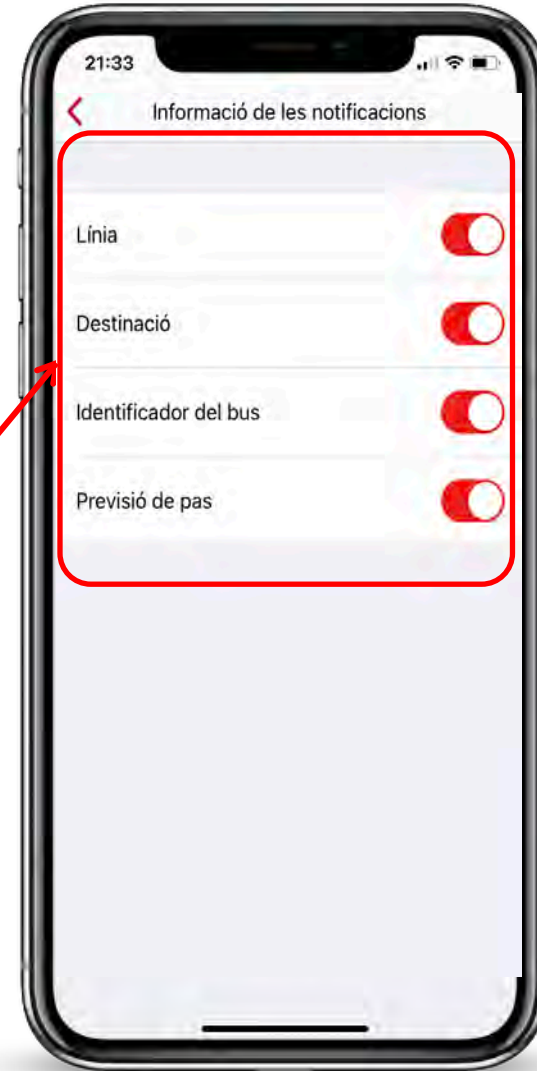 21:33
Informació de les notificacions
Línia
Destinació
Identificador del bus
Previsió de pas